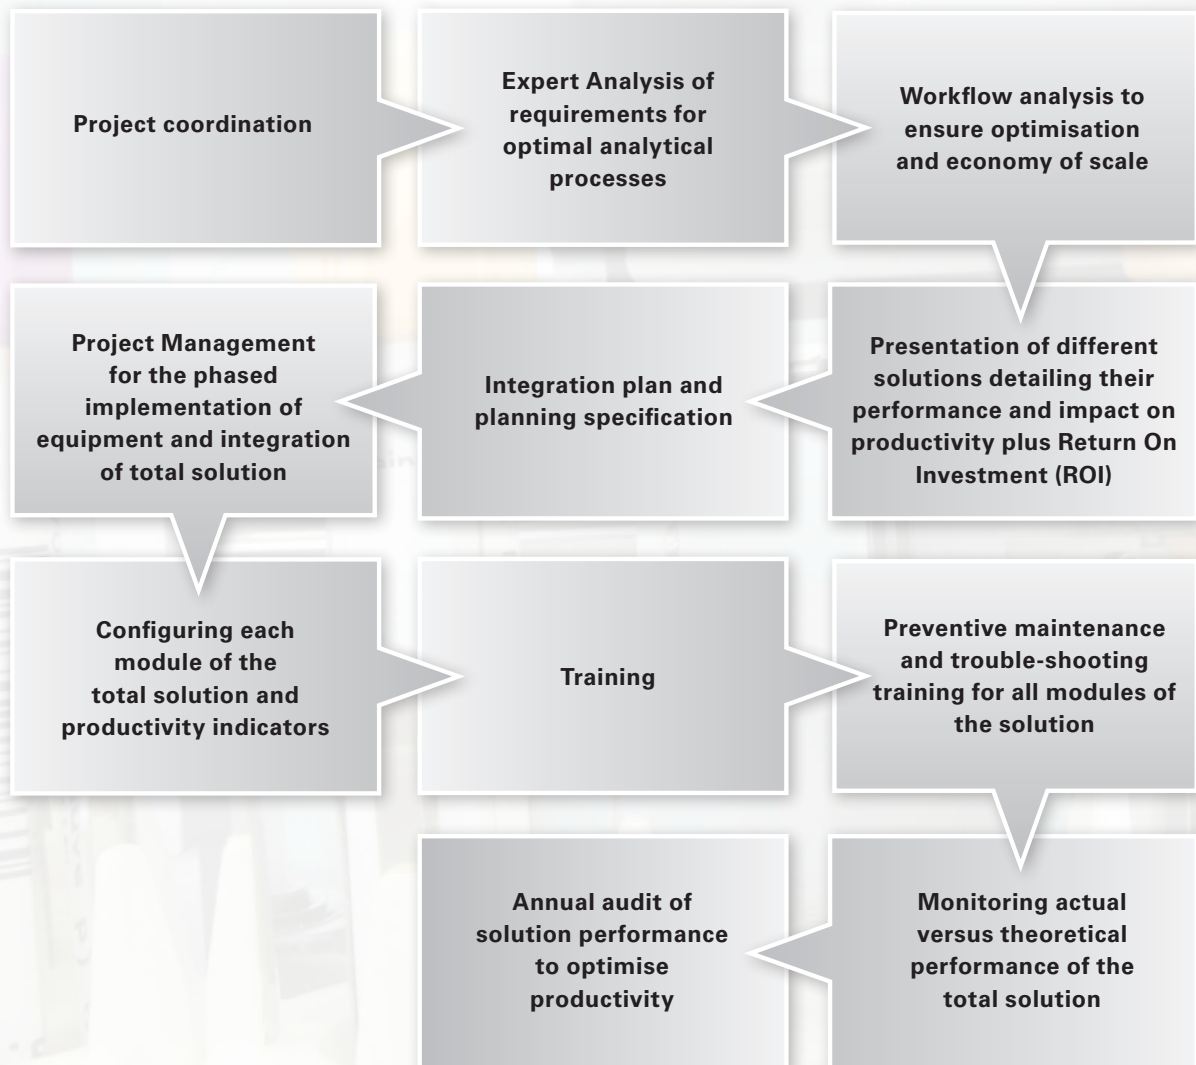 Project coordination
Expert Analysis of
requirements for
optimal analytical
processes
Workflow analysis to
ensure optimisation
and economy of scale
Presentation of different
solutions detailing their
performance and impact on
productivity plus Return On
Investment (ROI)
Integration plan and
planning specification
Project Management
for the phased
implementation of
equipment and integration
of total solution
Configuring each
module of the
total solution and
productivity indicators
Training
Preventive maintenance
and trouble-shooting
training for all modules of
the solution
Monitoring actual
versus theoretical
performance of the
total solution
Annual audit of
solution performance
to optimise
productivity